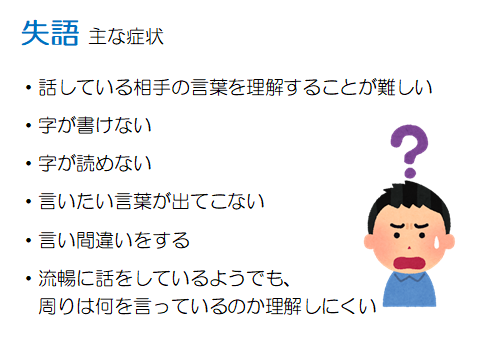 失語 主な症状
・話している相手の言葉を理解することが難しい
・字が書けない
・字が読めない
・言いたい言葉が出てこない
・言い間違いをする
・流暢に話をしているようでも、
周りは何を言っているのか理解しにくい
?